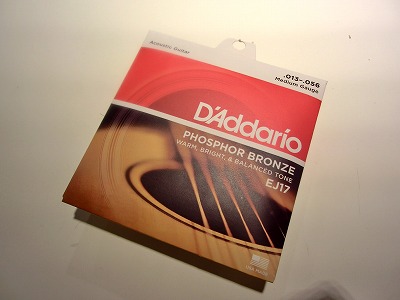 Acoustic Guitar
.013-.056
Medium Gauge
D'Addario
PHOSPHOR BRONZE
WARM, BRIGHT, & BALANCED TONE
EJ17